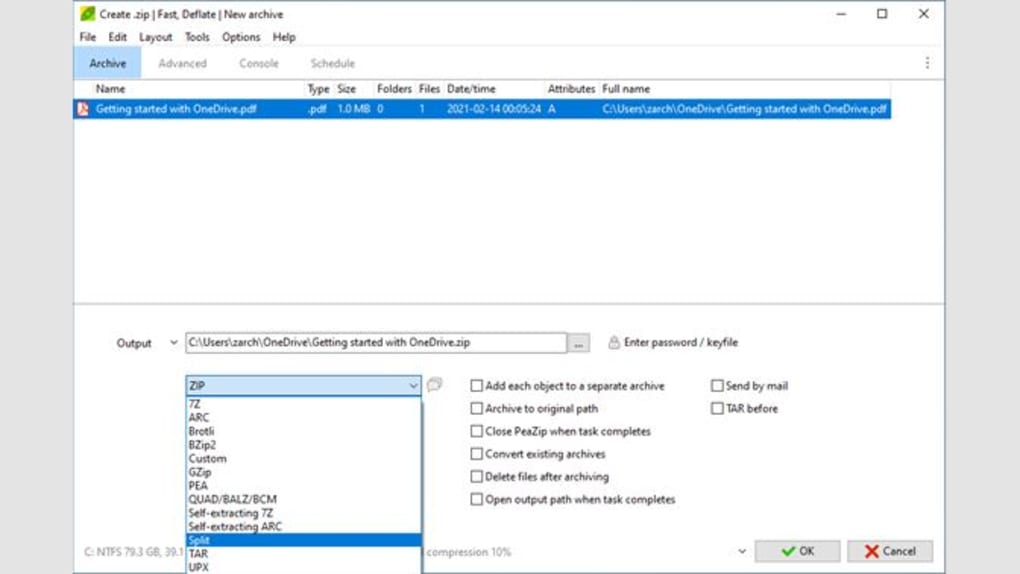 Create .zip | Fast, Deflate | New archive
File Edit Layout Tools Options Help
Archive Advanced Console Schedule
Name Type Size Folders Files Date/time Attributes Full name
Getting started with OneDrive.pdf .pdf 1.0 MB 0 1 2021-02-14 00:05:24 A C:\Users\zarch\OneDrive\Getting started with OneDrive.pdf
Output C:\Users\zarch\OneDrive\Getting started with OneDrive.zip ... Enter password / keyfile
ZIP Add each object to a separate archive Send by mail
7Z
ARC Archive to original path TAR before
Brotli Close PeaZip when task completes
BZip2
Custom Convert existing archives
GZip Delete files after archiving
PEA
QUAD/BALZ/BCM Open output path when task completes
Self-extracting 7Z
Self-extracting ARC
Split
C: NTFS 79.3 GB, 39.1 TAR compression 10% OK Cancel
UPX